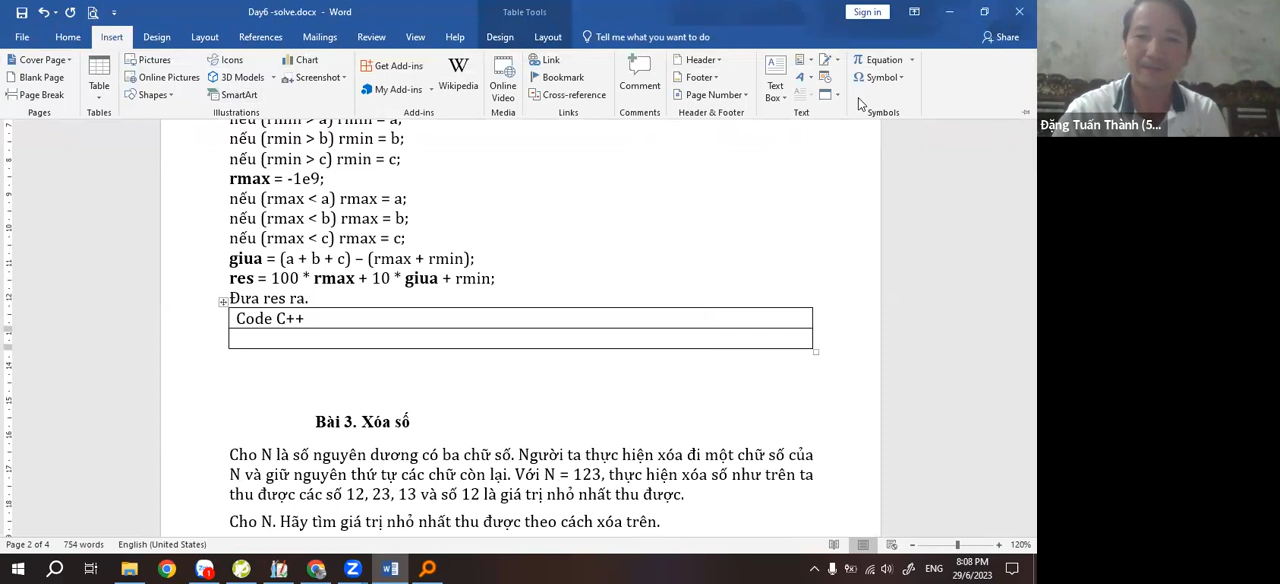 Day6 -solve.docx - Word
Table Tools
Sign in
File Home Insert Design Layout References Mailings Review View Help Design Layout Tell me what you want to do Share
Cover Page
Blank Page
Page Break
Pages
Table
Tables
Pictures
Online Pictures
Shapes
Icons
3D Models
SmartArt
Chart
Screenshot
Illustrations
Get Add-ins
My Add-ins
Wikipedia
Online
Video
Media
Link
Bookmark
Cross-reference
Links
Comment
Comments
Header
Footer
Page Number
Header & Footer
Text
Box
Text
Equation
Symbol
Symbols
Đặng Tuấn Thành (5...
nếu (rmin > a) rmin = a;
nếu (rmin > b) rmin = b;
nếu (rmin > c) rmin = c;
rmax = -1e9;
nếu (rmax < a) rmax = a;
nếu (rmax < b) rmax = b;
nếu (rmax < c) rmax = c;
giua = (a + b + c) – (rmax + rmin);
res = 100 * rmax + 10 * giua + rmin;
Đưa res ra.
Code C++
Bài 3. Xóa số
Cho N là số nguyên dương có ba chữ số. Người ta thực hiện xóa đi một chữ số của
N và giữ nguyên thứ tự các chữ còn lại. Với N = 123, thực hiện xóa số như trên ta
thu được các số 12, 23, 13 và số 12 là giá trị nhỏ nhất thu được.
Cho N. Hãy tìm giá trị nhỏ nhất thu được theo cách xóa trên.
Page 2 of 4 754 words English (United States) 120%
ENG
8:08 PM
29/6/2023